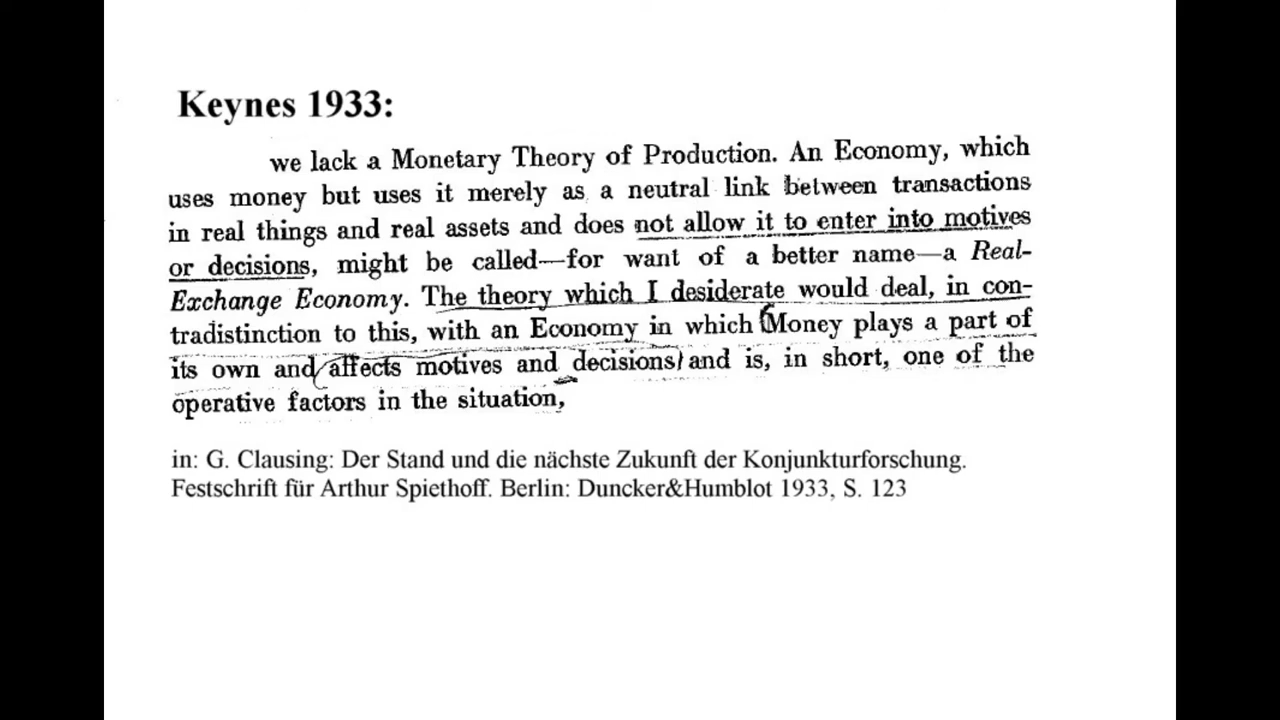 Keynes 1933:
we lack a Monetary Theory of Production. An Economy, which
uses money but uses it merely as a neutral link between transactions
in real things and real assets and does not allow it to enter into motives
or decisions, might be called—for want of a better name—a Real-
Exchange Economy. The theory which I desiderate would deal, in con-
tradistinction to this, with an Economy in which Money plays a part of
its own and affects motives and decisions and is, in short, one of the
operative factors in the situation,
in: G. Clausing: Der Stand und die nächste Zukunft der Konjunkturforschung.
Festschrift für Arthur Spiethoff. Berlin: Duncker&Humblot 1933, S. 123